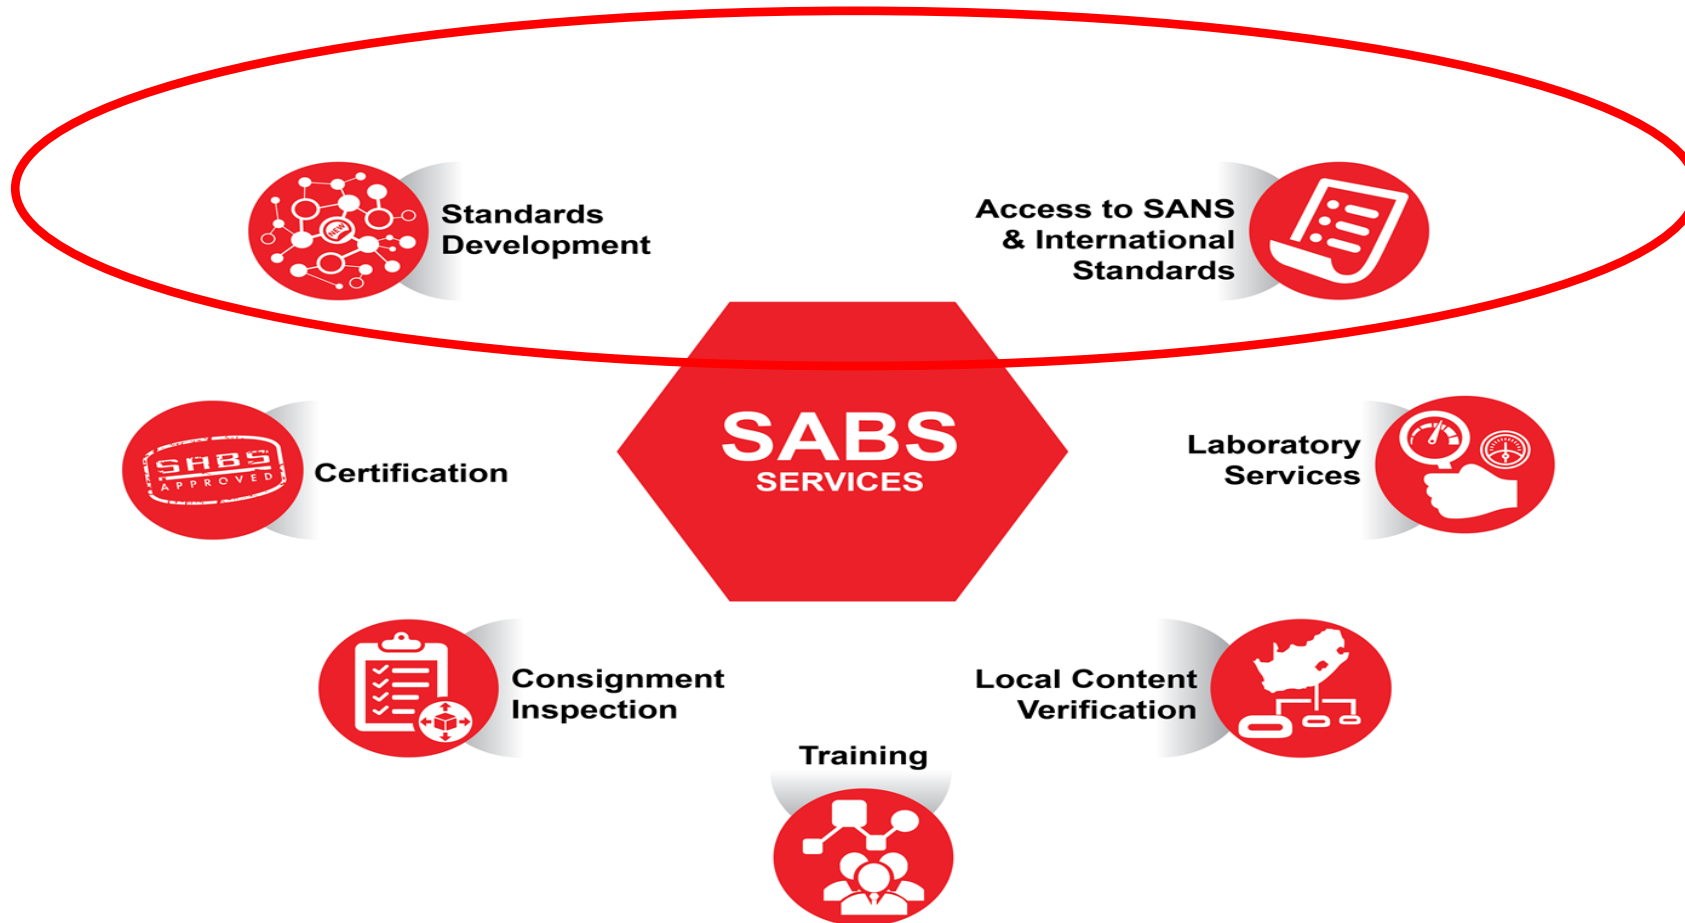 Standards
Development
NEW
Access to SANS
& International
Standards
SABS
SERVICES
SABS
APPROVED
Certification
Laboratory
Services
Consignment
Inspection
Local Content
Verification
Training